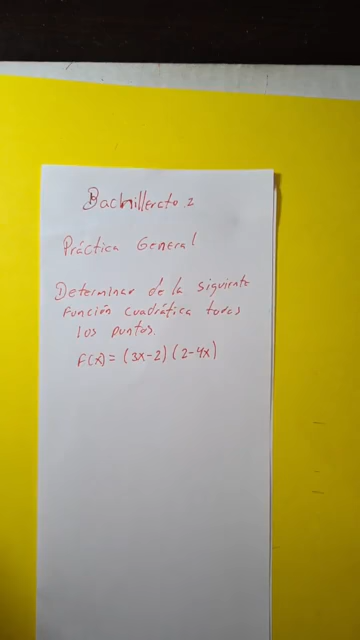 Bachillerato 2
Práctica General
Determinar de la siguiente
Función cuadrática todos
los puntos.
F(x) = (3x-2) (2-4x)